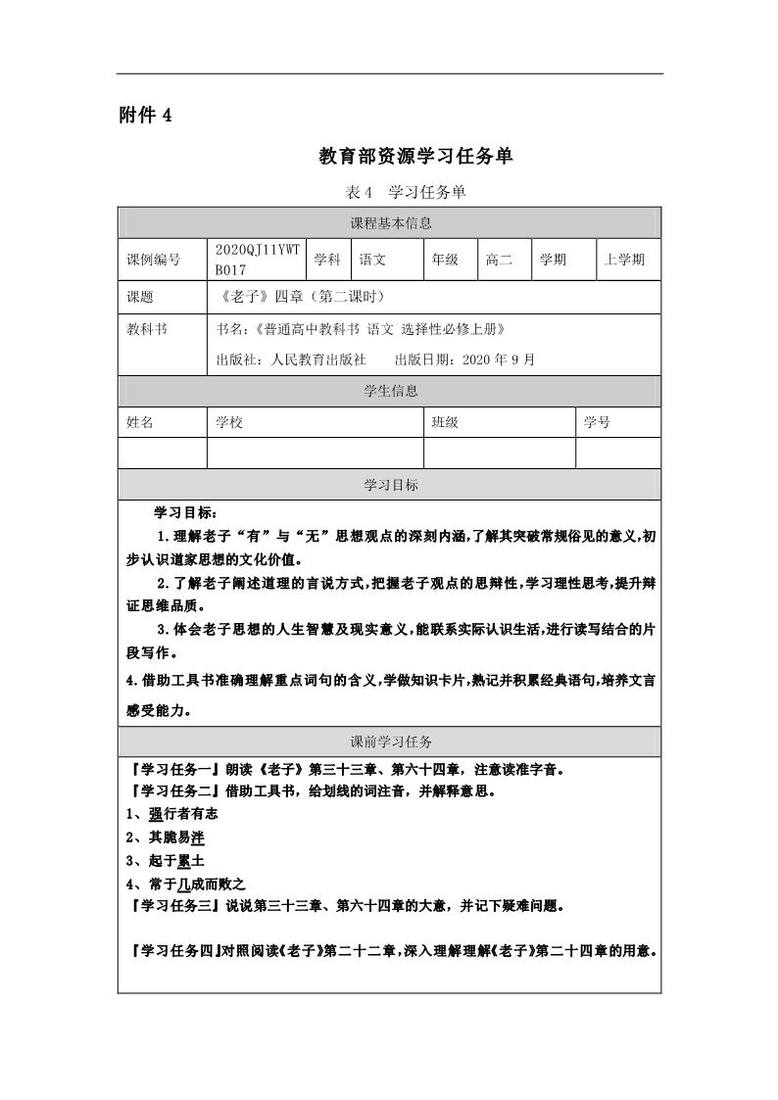 附件 4
教育部资源学习任务单
表 4 学习任务单
课程基本信息
课例编号 2020QJ11YWTB017 学科 语文 年级 高二 学期 上学期
课题 《老子》四章（第二课时）
教科书 书名：《普通高中教科书 语文 选择性必修上册》
出版社：人民教育出版社 出版日期：2020 年 9 月
学生信息
姓名 学校 班级 学号
学习目标
学习目标：
1.理解老子“有”与“无”思想观点的深刻内涵,了解其突破常规俗见的意义,初
步认识道家思想的文化价值。
2.了解老子阐述道理的言说方式,把握老子观点的思辩性,学习理性思考,提升辩
证思维品质。
3.体会老子思想的人生智慧及现实意义,能联系实际认识生活,进行读写结合的片
段写作。
4.借助工具书准确理解重点词句的含义,学做知识卡片,熟记并积累经典语句,培养文言
感受能力。
课前学习任务
『学习任务一』朗读《老子》第三十三章、第六十四章，注意读准字音。
『学习任务二』借助工具书，给划线的词注音，并解释意思。
1、强行者有志
2、其脆易泮
3、起于累土
4、常于几成而败之
『学习任务三』说说第三十三章、第六十四章的大意，并记下疑难问题。
『学习任务四』对照阅读《老子》第二十二章,深入理解理解《老子》第二十四章的用意。